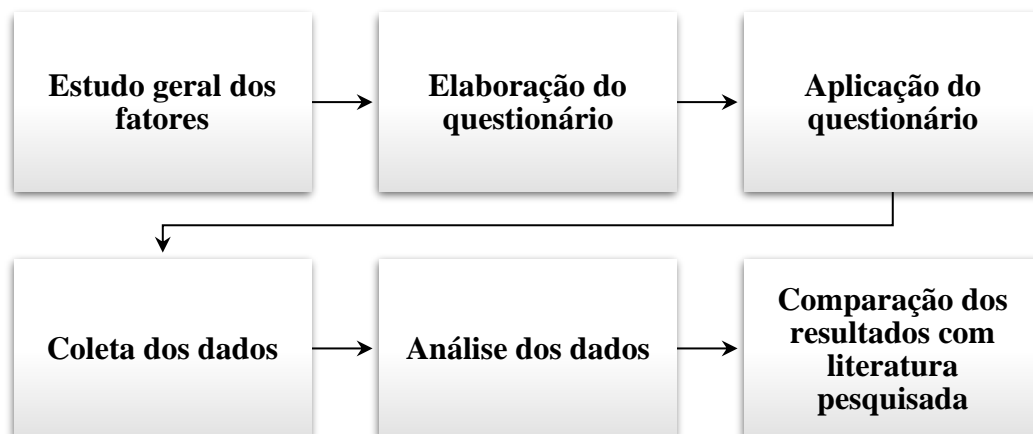 Estudo geral dos
fatores
Elaboração do
questionário
Aplicação do
questionário
Coleta dos dados
Análise dos dados
Comparação dos
resultados com
literatura
pesquisada